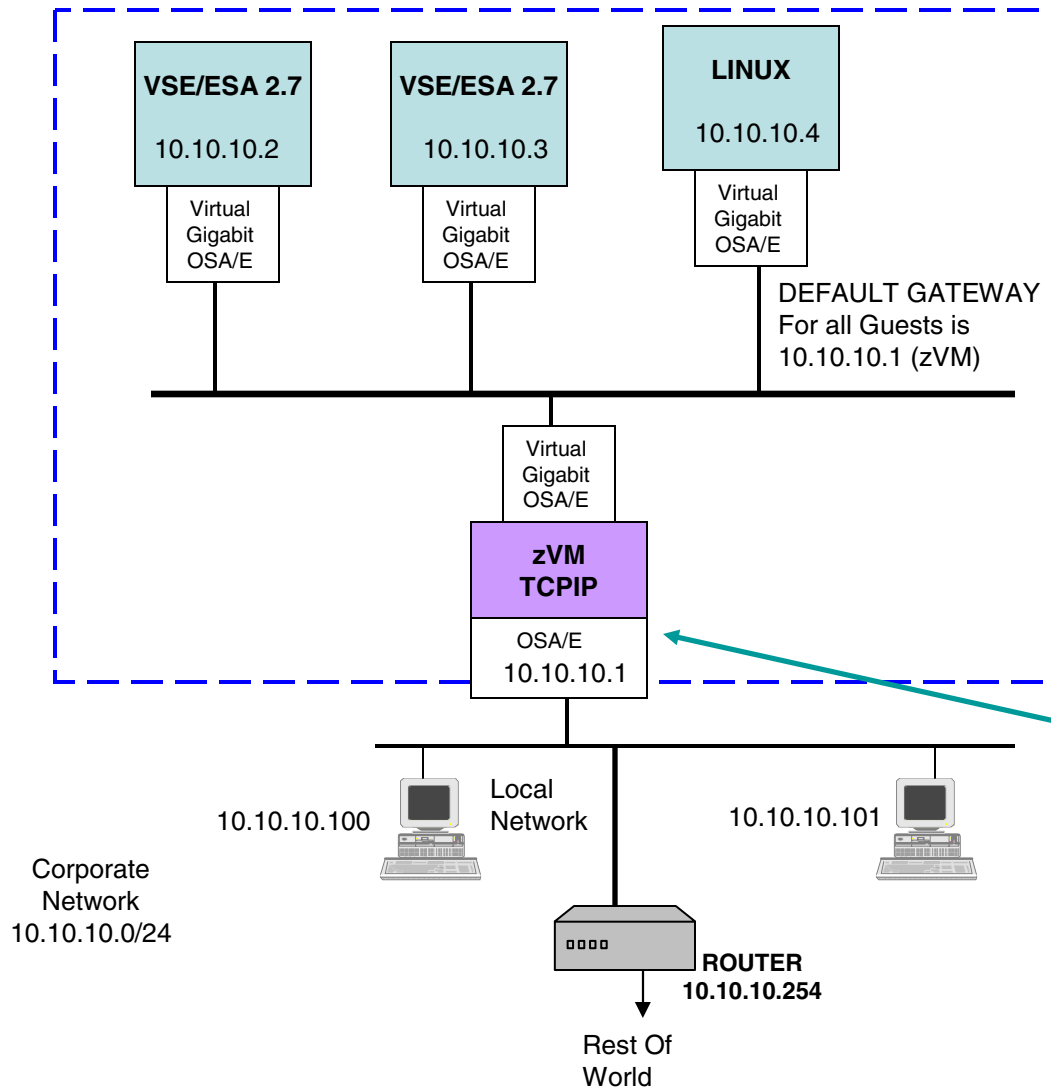 VSE/ESA 2.7
10.10.10.2
VSE/ESA 2.7
10.10.10.3
LINUX
10.10.10.4
Virtual
Gigabit
OSA/E
Virtual
Gigabit
OSA/E
Virtual
Gigabit
OSA/E
DEFAULT GATEWAY
For all Guests is
10.10.10.1 (zVM)
Virtual
Gigabit
OSA/E
zVM
TCPIP
OSA/E
10.10.10.1
10.10.10.100
Local
Network
10.10.10.101
Corporate
Network
10.10.10.0/24
ROUTER
10.10.10.254
Rest Of
World